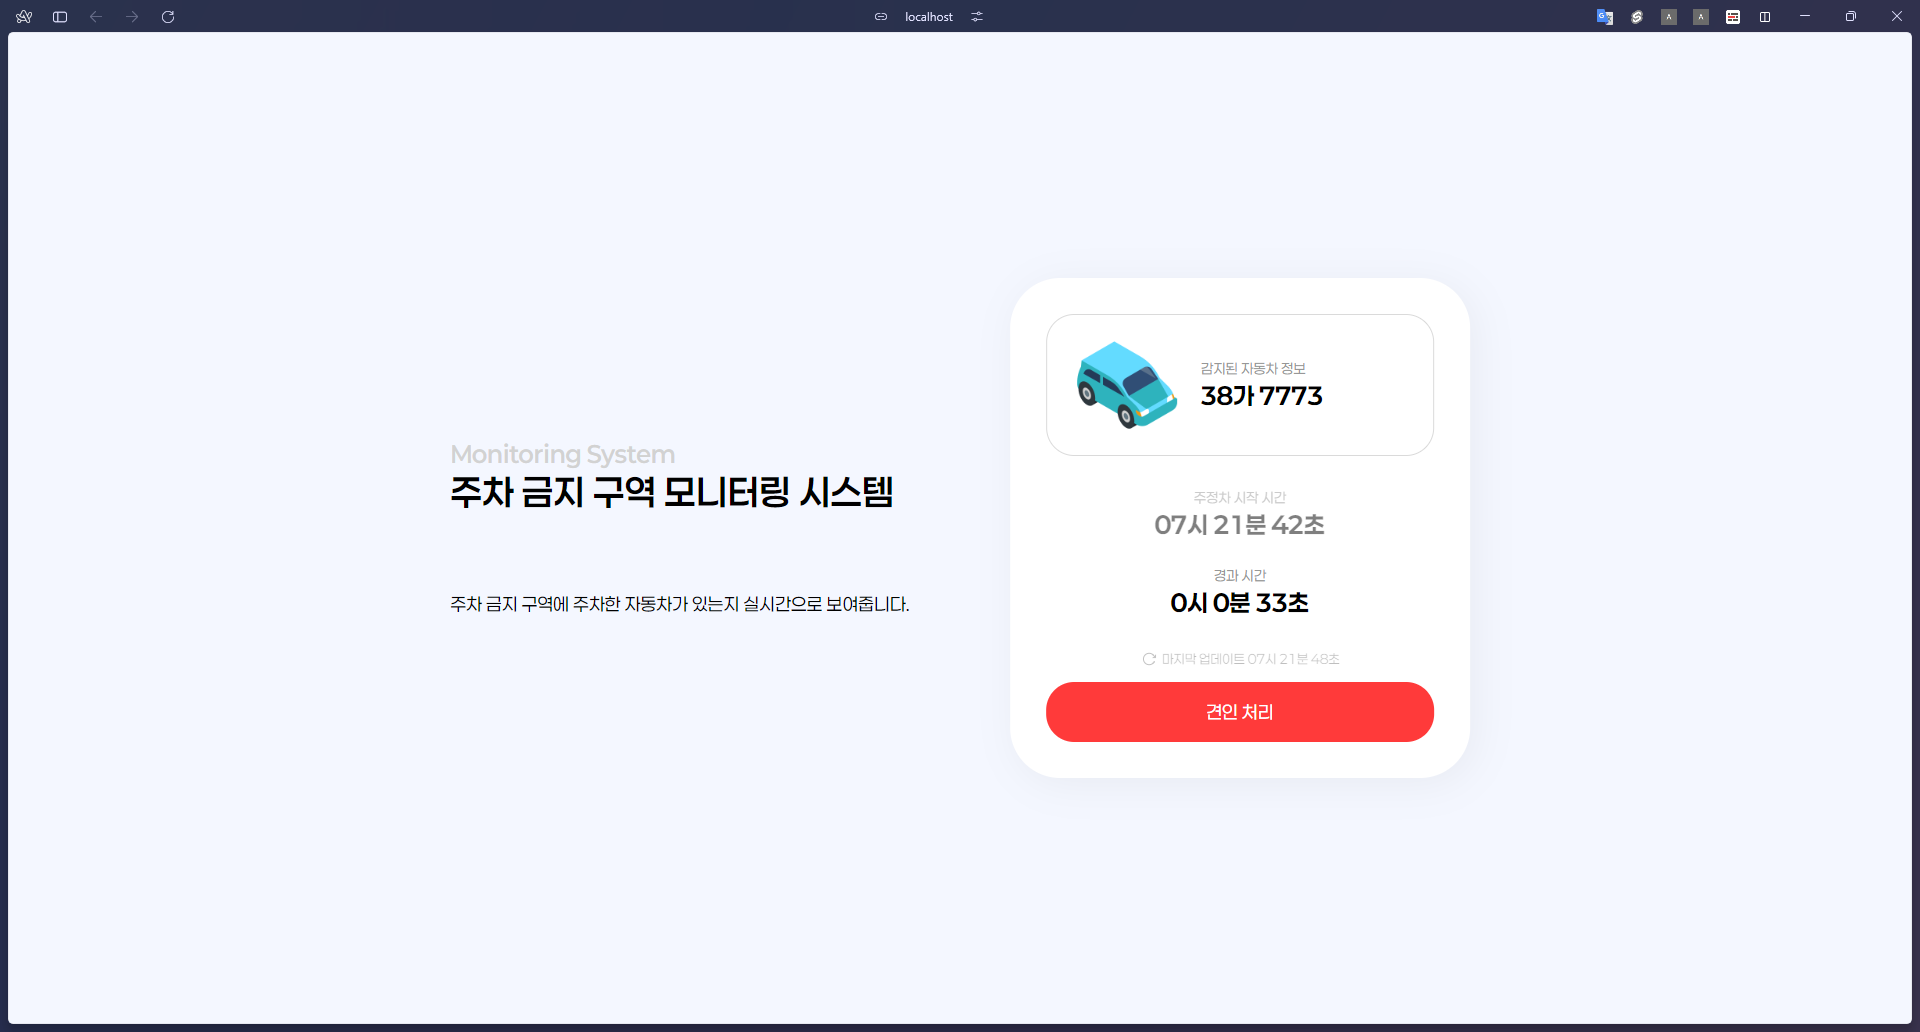 localhost
Monitoring System
주차 금지 구역 모니터링 시스템
주차 금지 구역에 주차한 자동차가 있는지 실시간으로 보여줍니다.
감지된 자동차 정보
38가 7773
주정차 시작 시간
07시 21분 42초
경과 시간
0시 0분 33초
마지막 업데이트 07시 21분 48초
견인 처리